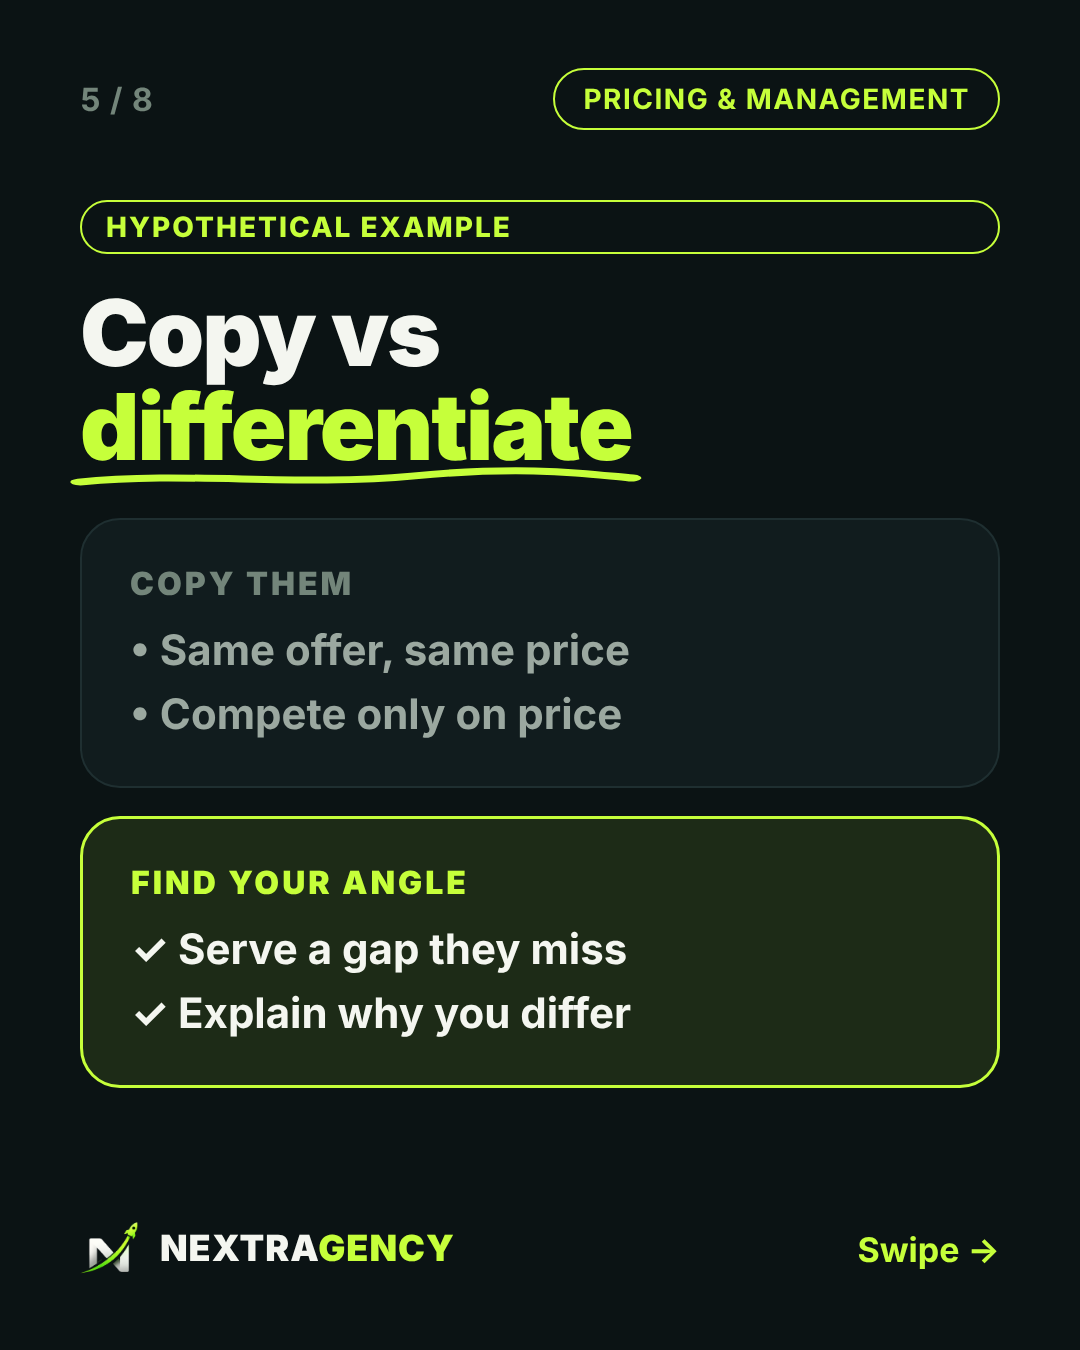 5 / 8
PRICING & MANAGEMENT
HYPOTHETICAL EXAMPLE
Copy vs
differentiate
COPY THEM
• Same offer, same price
• Compete only on price
FIND YOUR ANGLE
✓ Serve a gap they miss
✓ Explain why you differ
NEXTRAGENCY
Swipe →